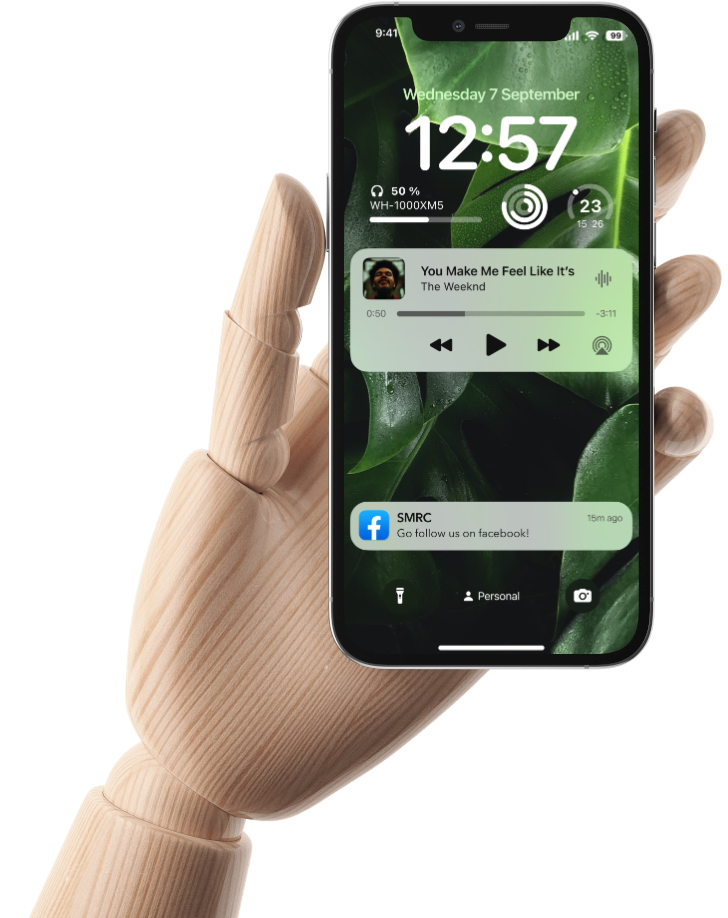 9:41
99
Wednesday 7 September
12:57
50 %
WH-1000XM5
23
15 26
You Make Me Feel Like It's
The Weeknd
0:50
-3:11
SMRC
15m ago
Go follow us on facebook!
Personal